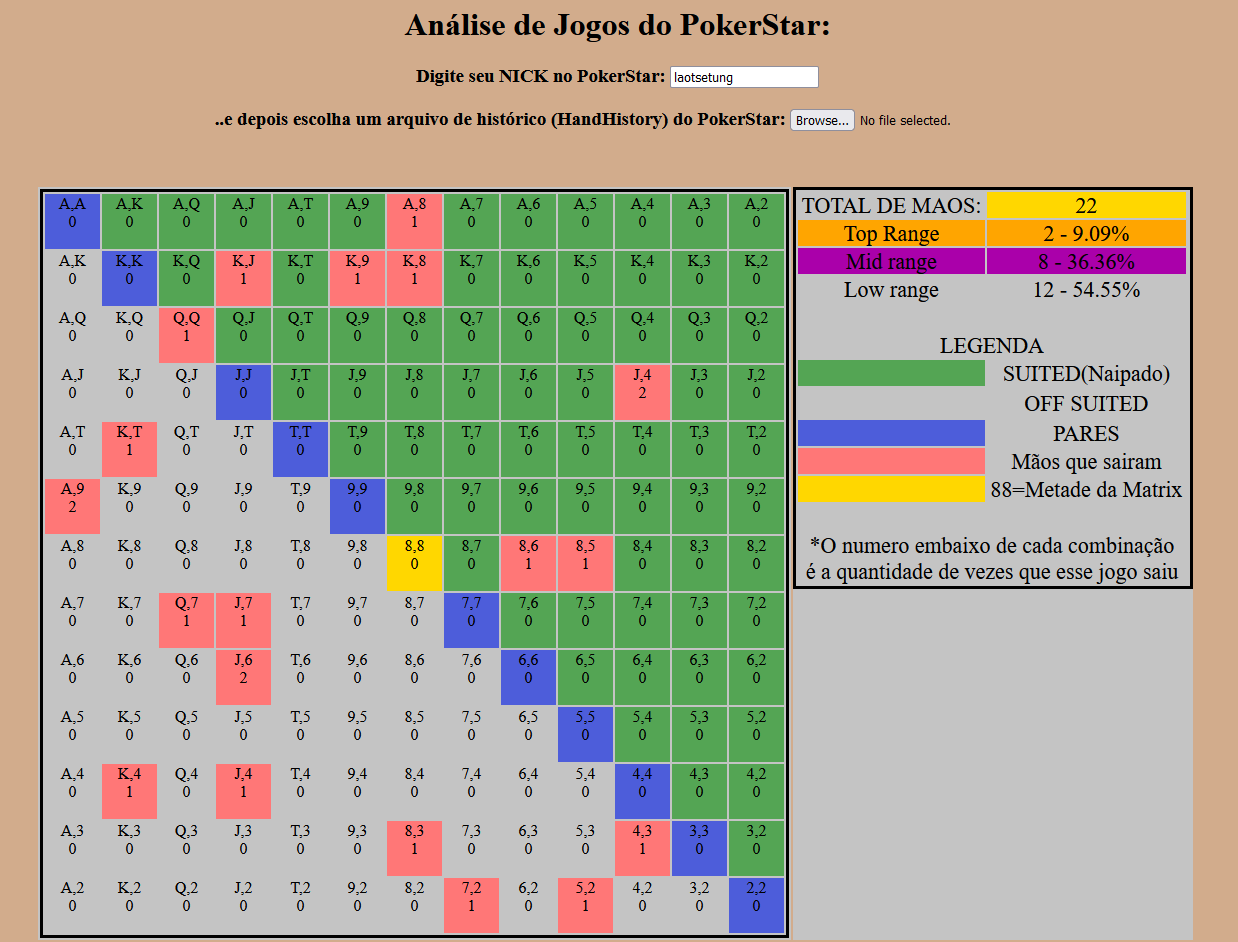 Análise de Jogos do PokerStar:
Digite seu NICK no PokerStar: laotsetung
..e depois escolha um arquivo de histórico (HandHistory) do PokerStar: Browse... No file selected.
A,A A,K A,Q A,J A,T A,9 A,8 A,7 A,6 A,5 A,4 A,3 A,2
0 0 0 0 0 0 1 0 0 0 0 0 0
A,K K,K K,Q K,J K,T K,9 K,8 K,7 K,6 K,5 K,4 K,3 K,2
0 0 0 1 0 1 1 0 0 0 0 0 0
A,Q K,Q Q,Q Q,J Q,T Q,9 Q,8 Q,7 Q,6 Q,5 Q,4 Q,3 Q,2
0 0 1 0 0 0 0 0 0 0 0 0 0
A,J K,J Q,J J,J J,T J,9 J,8 J,7 J,6 J,5 J,4 J,3 J,2
0 0 0 0 0 0 0 0 0 0 2 0 0
A,T K,T Q,T J,T T,T T,9 T,8 T,7 T,6 T,5 T,4 T,3 T,2
0 1 0 0 0 0 0 0 0 0 0 0 0
A,9 K,9 Q,9 J,9 T,9 9,9 9,8 9,7 9,6 9,5 9,4 9,3 9,2
2 0 0 0 0 0 0 0 0 0 0 0 0
A,8 K,8 Q,8 J,8 T,8 9,8 8,8 8,7 8,6 8,5 8,4 8,3 8,2
0 0 0 0 0 0 0 0 1 1 0 0 0
A,7 K,7 Q,7 J,7 T,7 9,7 8,7 7,7 7,6 7,5 7,4 7,3 7,2
0 0 1 1 0 0 0 0 0 0 0 0 0
A,6 K,6 Q,6 J,6 T,6 9,6 8,6 7,6 6,6 6,5 6,4 6,3 6,2
0 0 0 2 0 0 0 0 0 0 0 0 0
A,5 K,5 Q,5 J,5 T,5 9,5 8,5 7,5 6,5 5,5 5,4 5,3 5,2
0 0 0 0 0 0 0 0 0 0 0 0 0
A,4 K,4 Q,4 J,4 T,4 9,4 8,4 7,4 6,4 5,4 4,4 4,3 4,2
0 1 0 1 0 0 0 0 0 0 0 0 0
A,3 K,3 Q,3 J,3 T,3 9,3 8,3 7,3 6,3 5,3 4,3 3,3 3,2
0 0 0 0 0 0 1 0 0 0 1 0 0
A,2 K,2 Q,2 J,2 T,2 9,2 8,2 7,2 6,2 5,2 4,2 3,2 2,2
0 0 0 0 0 0 0 1 0 1 0 0 0
TOTAL DE MAOS: 22
Top Range 2 - 9.09%
Mid range 8 - 36.36%
Low range 12 - 54.55%
LEGENDA
SUITED(Naipado)
OFF SUITED
PARES
Mãos que sairam
88=Metade da Matrix
*O numero embaixo de cada combinação
é a quantidade de vezes que esse jogo saiu